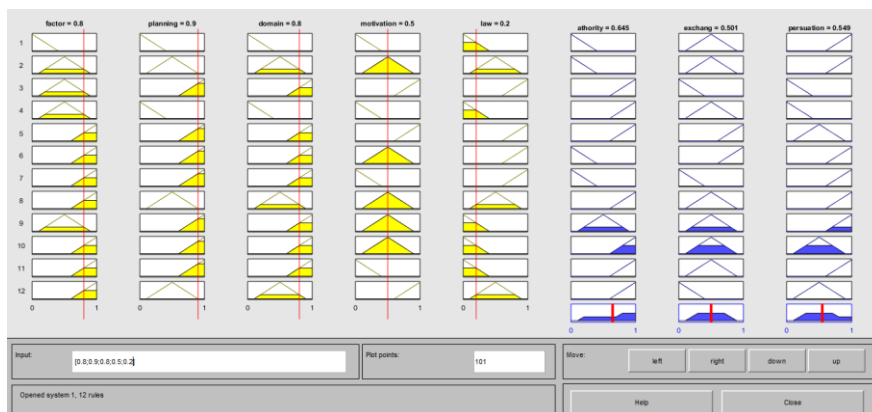 factor = 0.8 planning = 0.9 domain = 0.8 motivation = 0.5 law = 0.2 athority = 0.645 exchang = 0.501 persuation = 0.549
1
2
3
4
5
6
7
8
9
10
11
12
0 1 0 1 0 1 0 1 0 1
0 1 0 1 0 1
Input: [0.8;0.9;0.8;0.5;0.2] Plot points: 101 Move: left right down up
Opened system 1, 12 rules Help Close